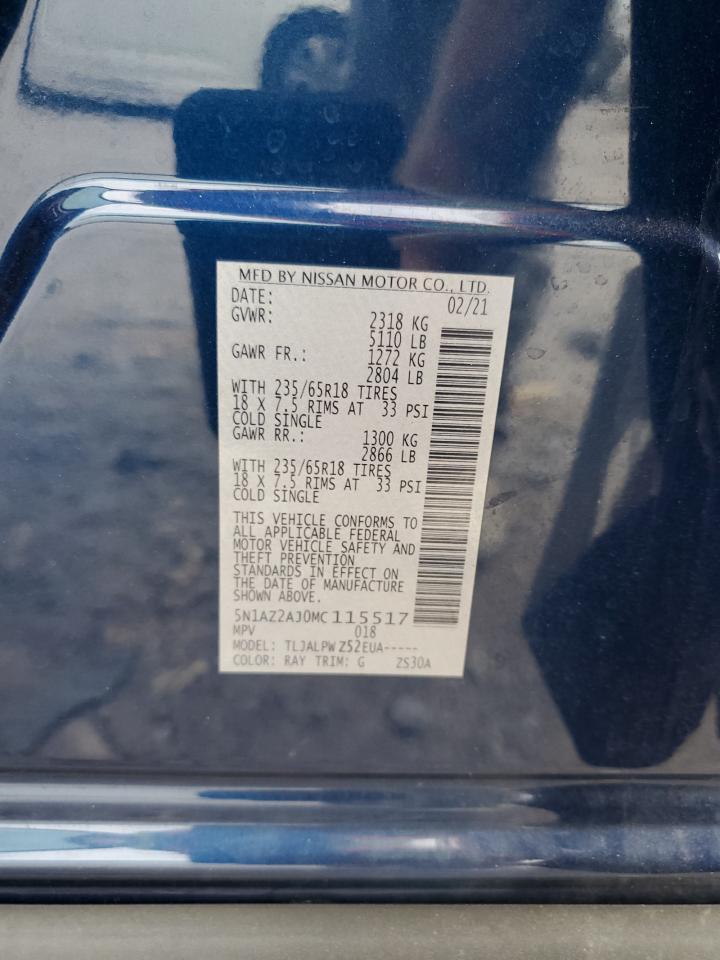 MFD BY NISSAN MOTOR CO., LTD.
DATE: 02/21
GVWR: 2318 KG
5110 LB
GAWR FR.: 1272 KG
2804 LB
WITH 235/65R18 TIRES
18 X 7.5 RIMS AT 33 PSI
COLD SINGLE
GAWR RR.: 1300 KG
2866 LB
WITH 235/65R18 TIRES
18 X 7.5 RIMS AT 33 PSI
COLD SINGLE
THIS VEHICLE CONFORMS TO
ALL APPLICABLE FEDERAL
MOTOR VEHICLE SAFETY AND
THEFT PREVENTION
STANDARDS IN EFFECT ON
THE DATE OF MANUFACTURE
SHOWN ABOVE.
5N1AZ2AJ0MC115517
MPV 018
MODEL: TLJALPW Z52EUA-----
COLOR: RAY TRIM: G ZS30A